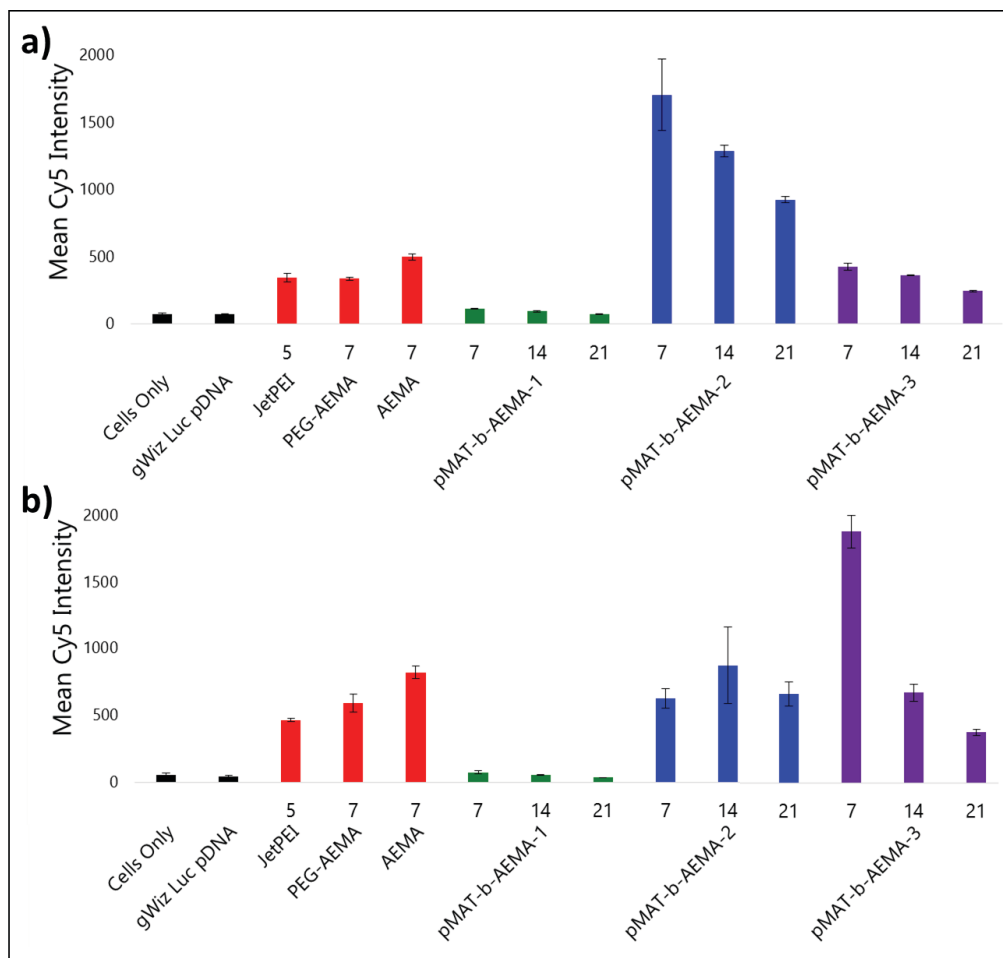 a)
Mean Cy5 Intensity
2000
1500
1000
500
0
5 7 7 7 14 21 7 14 21 7 14 21
Cells Only
gWiz Luc pDNA
JetPEI
PEG-AEMA
AEMA
pMAT-b-AEMA-1
pMAT-b-AEMA-2
pMAT-b-AEMA-3
b)
Mean Cy5 Intensity
2000
1500
1000
500
0
5 7 7 7 14 21 7 14 21 7 14 21
Cells Only
gWiz Luc pDNA
JetPEI
PEG-AEMA
AEMA
pMAT-b-AEMA-1
pMAT-b-AEMA-2
pMAT-b-AEMA-3